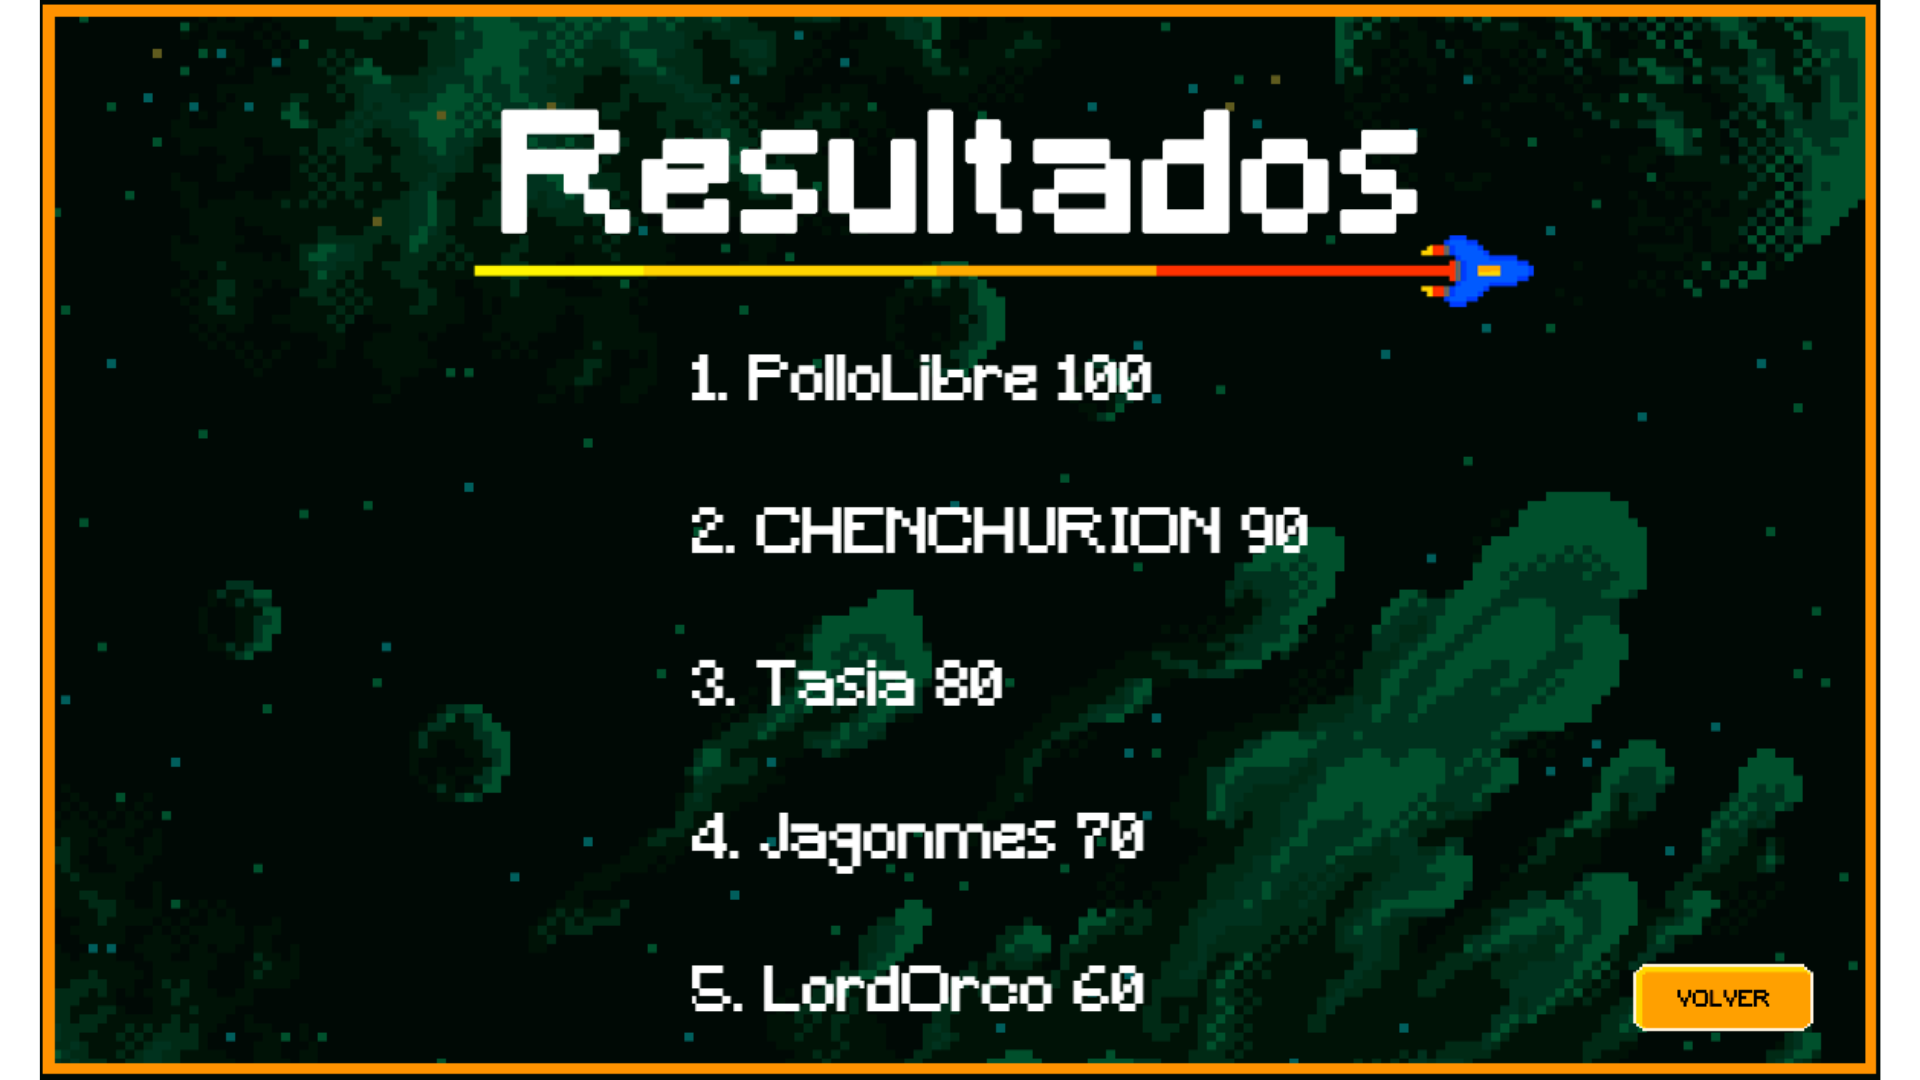 Resultados
1. PolloLibre 100
2. CHENCHURION 90
3. Tasia 80
4. Jagonmes 70
5. LordOrco 60
VOLVER